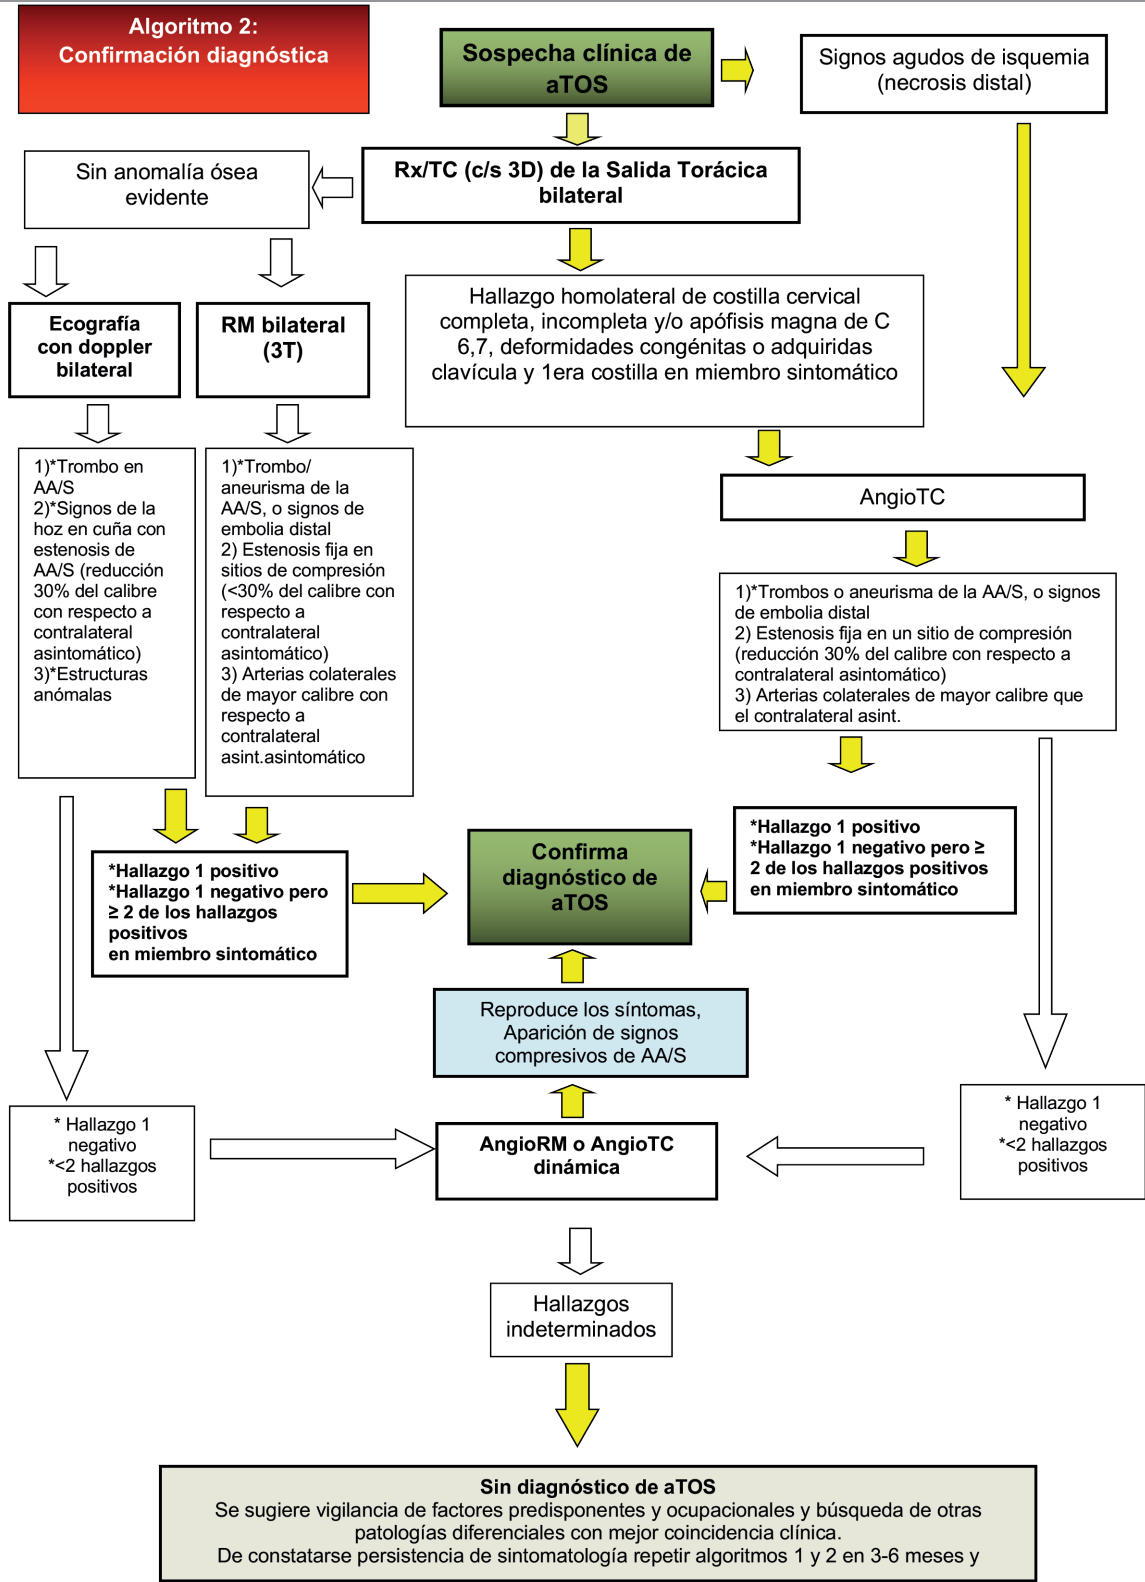 Algoritmo 2:
Confirmación diagnóstica
Sospecha clínica de
aTOS
Signos agudos de isquemia
(necrosis distal)
Sin anomalía ósea
evidente
Rx/TC (c/s 3D) de la Salida Torácica
bilateral
Hallazgo homolateral de costilla cervical
completa, incompleta y/o apófisis magna de C
6,7, deformidades congénitas o adquiridas
clavícula y 1era costilla en miembro sintomático
Ecografía
con doppler
bilateral
RM bilateral
(3T)
1)*Trombo en
AA/S
2)*Signos de la
hoz en cuña con
estenosis de
AA/S (reducción
30% del calibre
con respecto a
contralateral
asintomático)
3)*Estructuras
anómalas
1)*Trombo/
aneurisma de la
AA/S, o signos de
embolia distal
2) Estenosis fija en
sitios de compresión
(<30% del calibre con
respecto a
contralateral
asintomático)
3) Arterias colaterales
de mayor calibre con
respecto a
contralateral
asint.asintomático
AngioTC
1)*Trombos o aneurisma de la AA/S, o signos
de embolia distal
2) Estenosis fija en un sitio de compresión
(reducción 30% del calibre con respecto a
contralateral asintomático)
3) Arterias colaterales de mayor calibre que
el contralateral asint.
*Hallazgo 1 positivo
*Hallazgo 1 negativo pero
≥ 2 de los hallazgos
positivos
en miembro sintomático
Confirma
diagnóstico de
aTOS
*Hallazgo 1 positivo
*Hallazgo 1 negativo pero ≥
2 de los hallazgos positivos
en miembro sintomático
Reproduce los síntomas,
Aparición de signos
compresivos de AA/S
* Hallazgo 1
negativo
*<2 hallazgos
positivos
AngioRM o AngioTC
dinámica
* Hallazgo 1
negativo
*<2 hallazgos
positivos
Hallazgos
indeterminados
Sin diagnóstico de aTOS
Se sugiere vigilancia de factores predisponentes y ocupacionales y búsqueda de otras
patologías diferenciales con mejor coincidencia clínica.
De constatarse persistencia de sintomatología repetir algoritmos 1 y 2 en 3-6 meses y